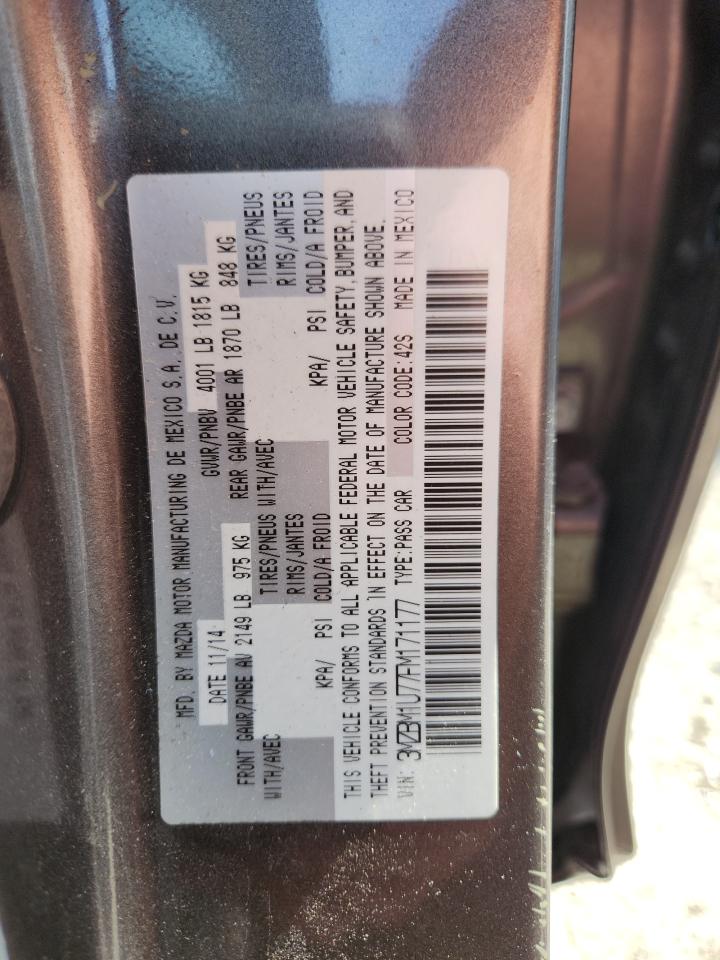 MFD. BY MAZDA MOTOR MANUFACTURING DE MEXICO S.A. DE C.V.
DATE 11/14 GVWR/PNBV 4001 LB 1815 KG
FRONT GAWR/PNBE AV 2149 LB 975 KG REAR GAWR/PNBE AR 1870 LB 848 KG
WITH/AVEC TIRES/PNEUS WITH/AVEC TIRES/PNEUS
RIMS/JANTES RIMS/JANTES
KPA/ PSI COLD/A FROID KPA/ PSI COLD/A FROID
THIS VEHICLE CONFORMS TO ALL APPLICABLE FEDERAL MOTOR VEHICLE SAFETY, BUMPER, AND
THEFT PREVENTION STANDARDS IN EFFECT ON THE DATE OF MANUFACTURE SHOWN ABOVE.
VIN: 3MZBM1U77FM171177 TYPE:PASS CAR COLOR CODE:42S MADE IN MEXICO